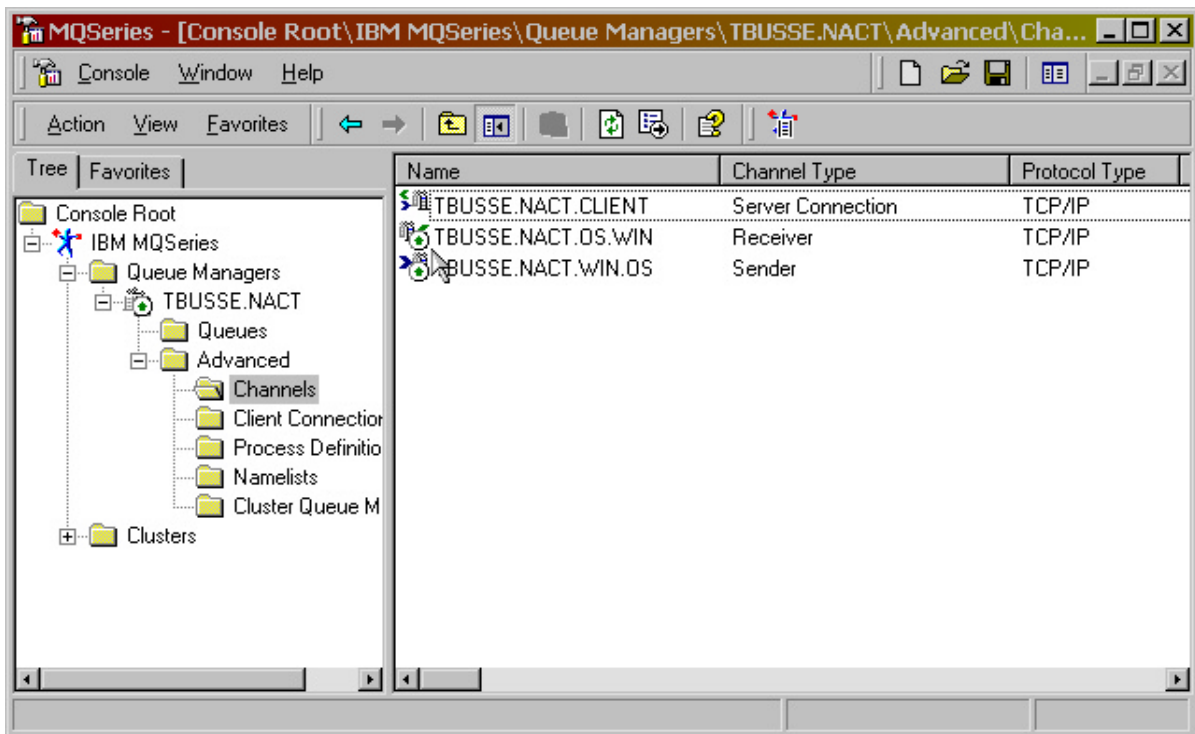 MQSeries - [Console Root\IBM MQSeries\Queue Managers\TBUSSE.NACT\Advanced\Cha...
Console Window Help
Action View Favorites
Tree Favorites
Name Channel Type Protocol Type
TBUSSE.NACT.CLIENT Server Connection TCP/IP
TBUSSE.NACT.OS.WIN Receiver TCP/IP
TBUSSE.NACT.WIN.OS Sender TCP/IP
Console Root
IBM MQSeries
Queue Managers
TBUSSE.NACT
Queues
Advanced
Channels
Client Connection
Process Definitio
Namelists
Cluster Queue M
Clusters